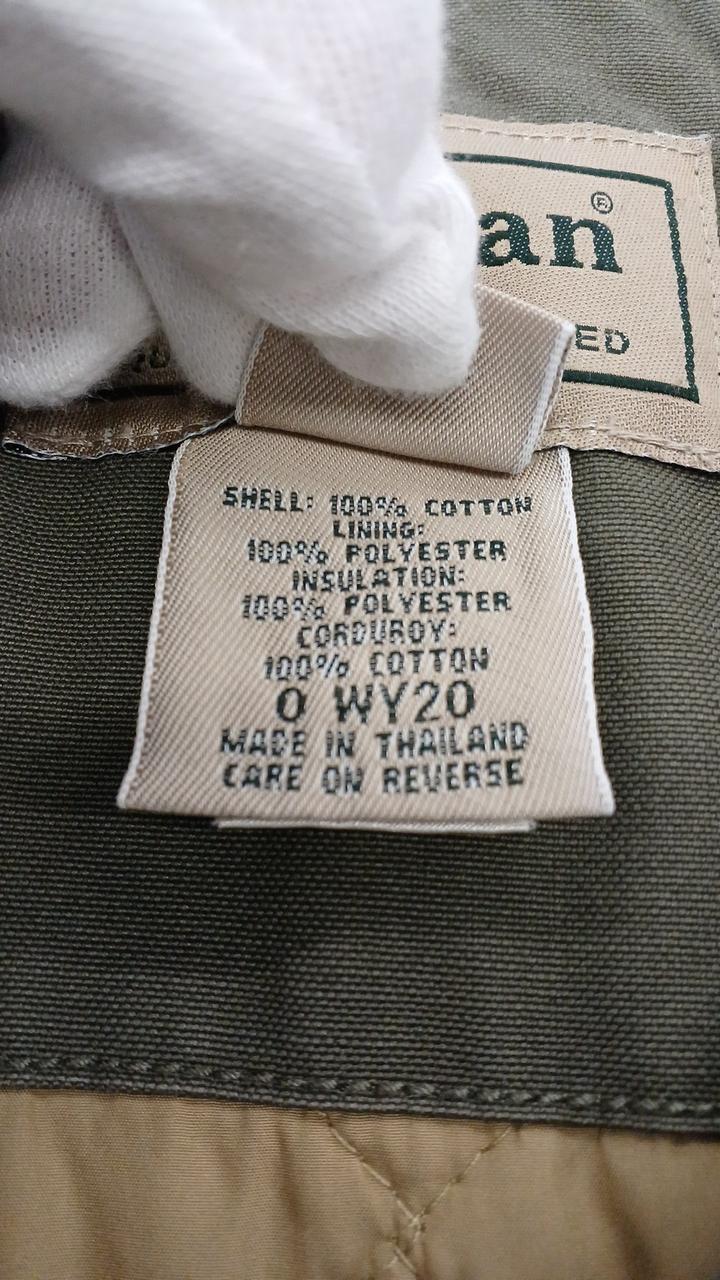 an®
ED
SHELL: 100% COTTON
LINING:
100% POLYESTER
INSULATION:
100% POLYESTER
CORDUROY:
100% COTTON
0 WY20
MADE IN THAILAND
CARE ON REVERSE